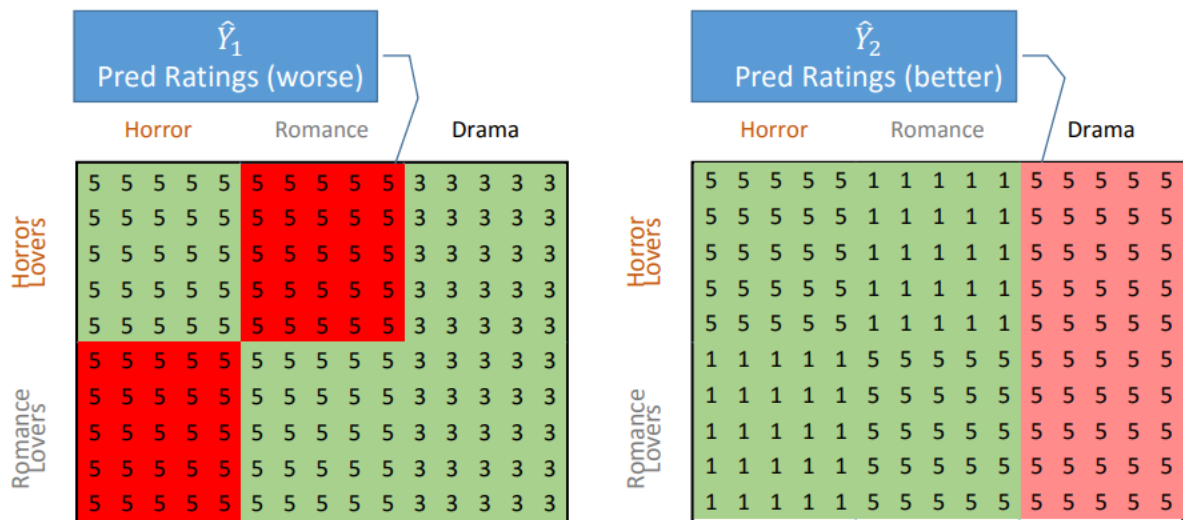 Ŷ₁
Pred Ratings (worse)
Horror Romance Drama
Horror
Lovers
Romance
Lovers
5 5 5 5 5 5 5 5 5 5 3 3 3 3 3
5 5 5 5 5 5 5 5 5 5 3 3 3 3 3
5 5 5 5 5 5 5 5 5 5 3 3 3 3 3
5 5 5 5 5 5 5 5 5 5 3 3 3 3 3
5 5 5 5 5 5 5 5 5 5 3 3 3 3 3
5 5 5 5 5 5 5 5 5 5 3 3 3 3 3
5 5 5 5 5 5 5 5 5 5 3 3 3 3 3
5 5 5 5 5 5 5 5 5 5 3 3 3 3 3
5 5 5 5 5 5 5 5 5 5 3 3 3 3 3
5 5 5 5 5 5 5 5 5 5 3 3 3 3 3
Ŷ₂
Pred Ratings (better)
Horror Romance Drama
Horror
Lovers
Romance
Lovers
5 5 5 5 5 1 1 1 1 1 5 5 5 5 5
5 5 5 5 5 1 1 1 1 1 5 5 5 5 5
5 5 5 5 5 1 1 1 1 1 5 5 5 5 5
5 5 5 5 5 1 1 1 1 1 5 5 5 5 5
5 5 5 5 5 1 1 1 1 1 5 5 5 5 5
1 1 1 1 1 5 5 5 5 5 5 5 5 5 5
1 1 1 1 1 5 5 5 5 5 5 5 5 5 5
1 1 1 1 1 5 5 5 5 5 5 5 5 5 5
1 1 1 1 1 5 5 5 5 5 5 5 5 5 5
1 1 1 1 1 5 5 5 5 5 5 5 5 5 5